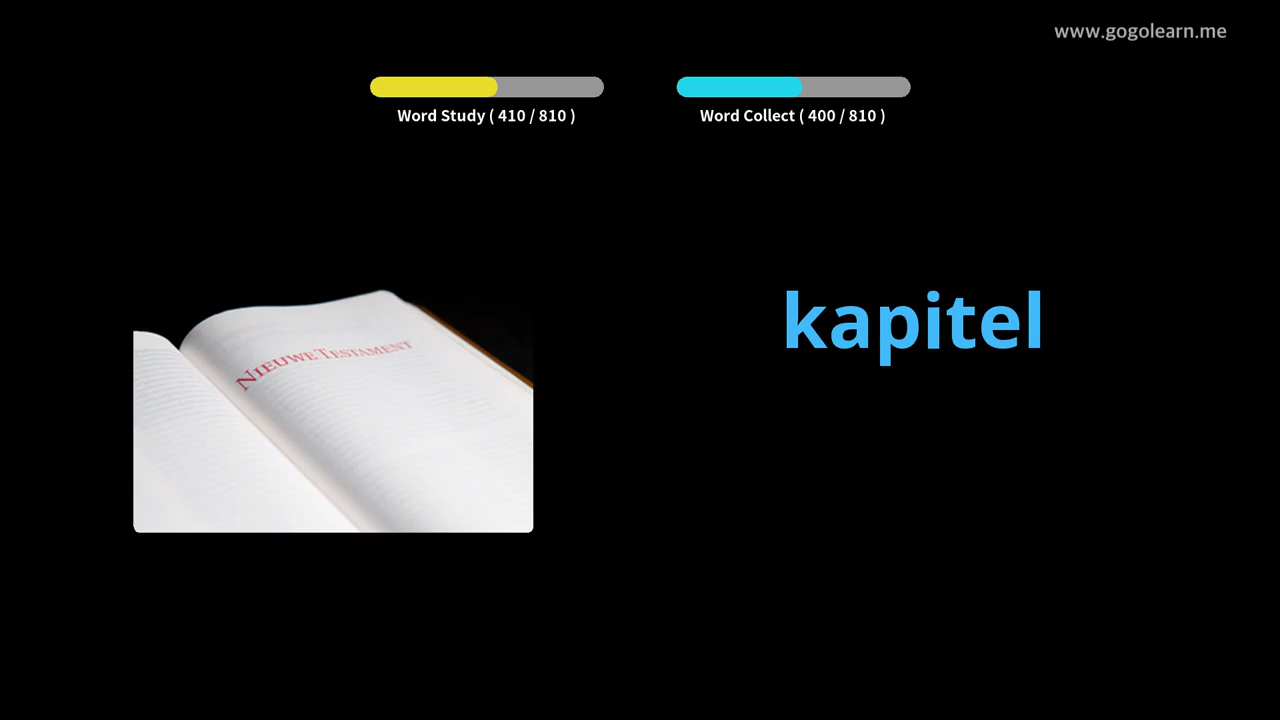 www.gogolearn.me
Word Study ( 410 / 810 )
Word Collect ( 400 / 810 )
NIEUWE TESTAMENT
kapitel